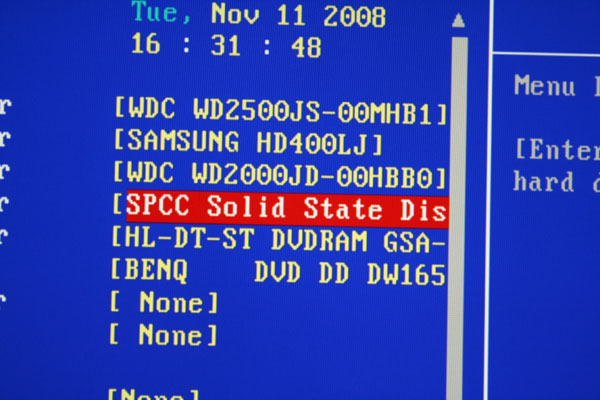 Tue, Nov 11 2008
16 : 31 : 48
Menu
[WDC WD2500JS-00MHB1]
[SAMSUNG HD400LJ]
[Enter
[WDC WD2000JD-00HBB0]
hard
[SPCC Solid State Dis
[HL-DT-ST DVDRAM GSA-
[BENQ DVD DD DW165
[ None]
[ None]
[None]